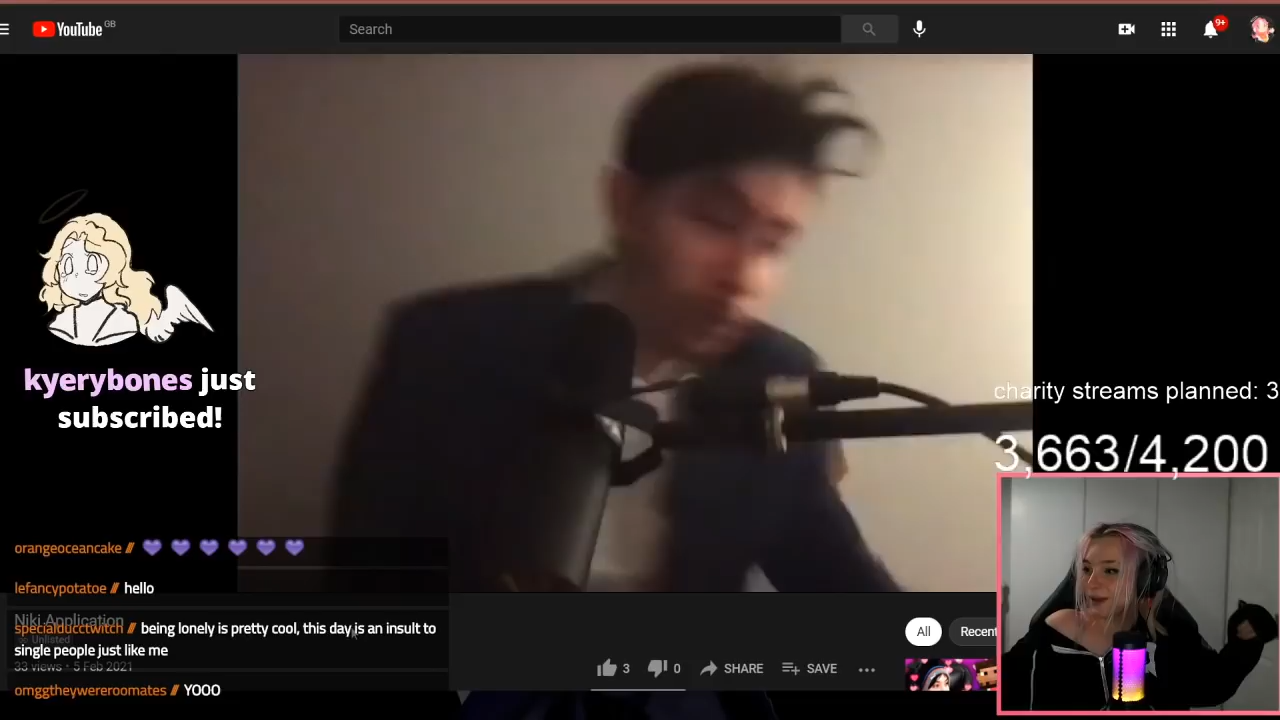 YouTube GB
Search
9+
kyerybones just
subscribed!
charity streams planned: 3
3,663/4,200
orangeoceancake //
lefancypotatoe // hello
Niki Application
specialducctwitch // being lonely is pretty cool, this day is an insult to
Unlisted
single people just like me
33 views • 5 Feb 2021
omggtheywereroomates // YOOO
3
0
SHARE
SAVE
All
Recent